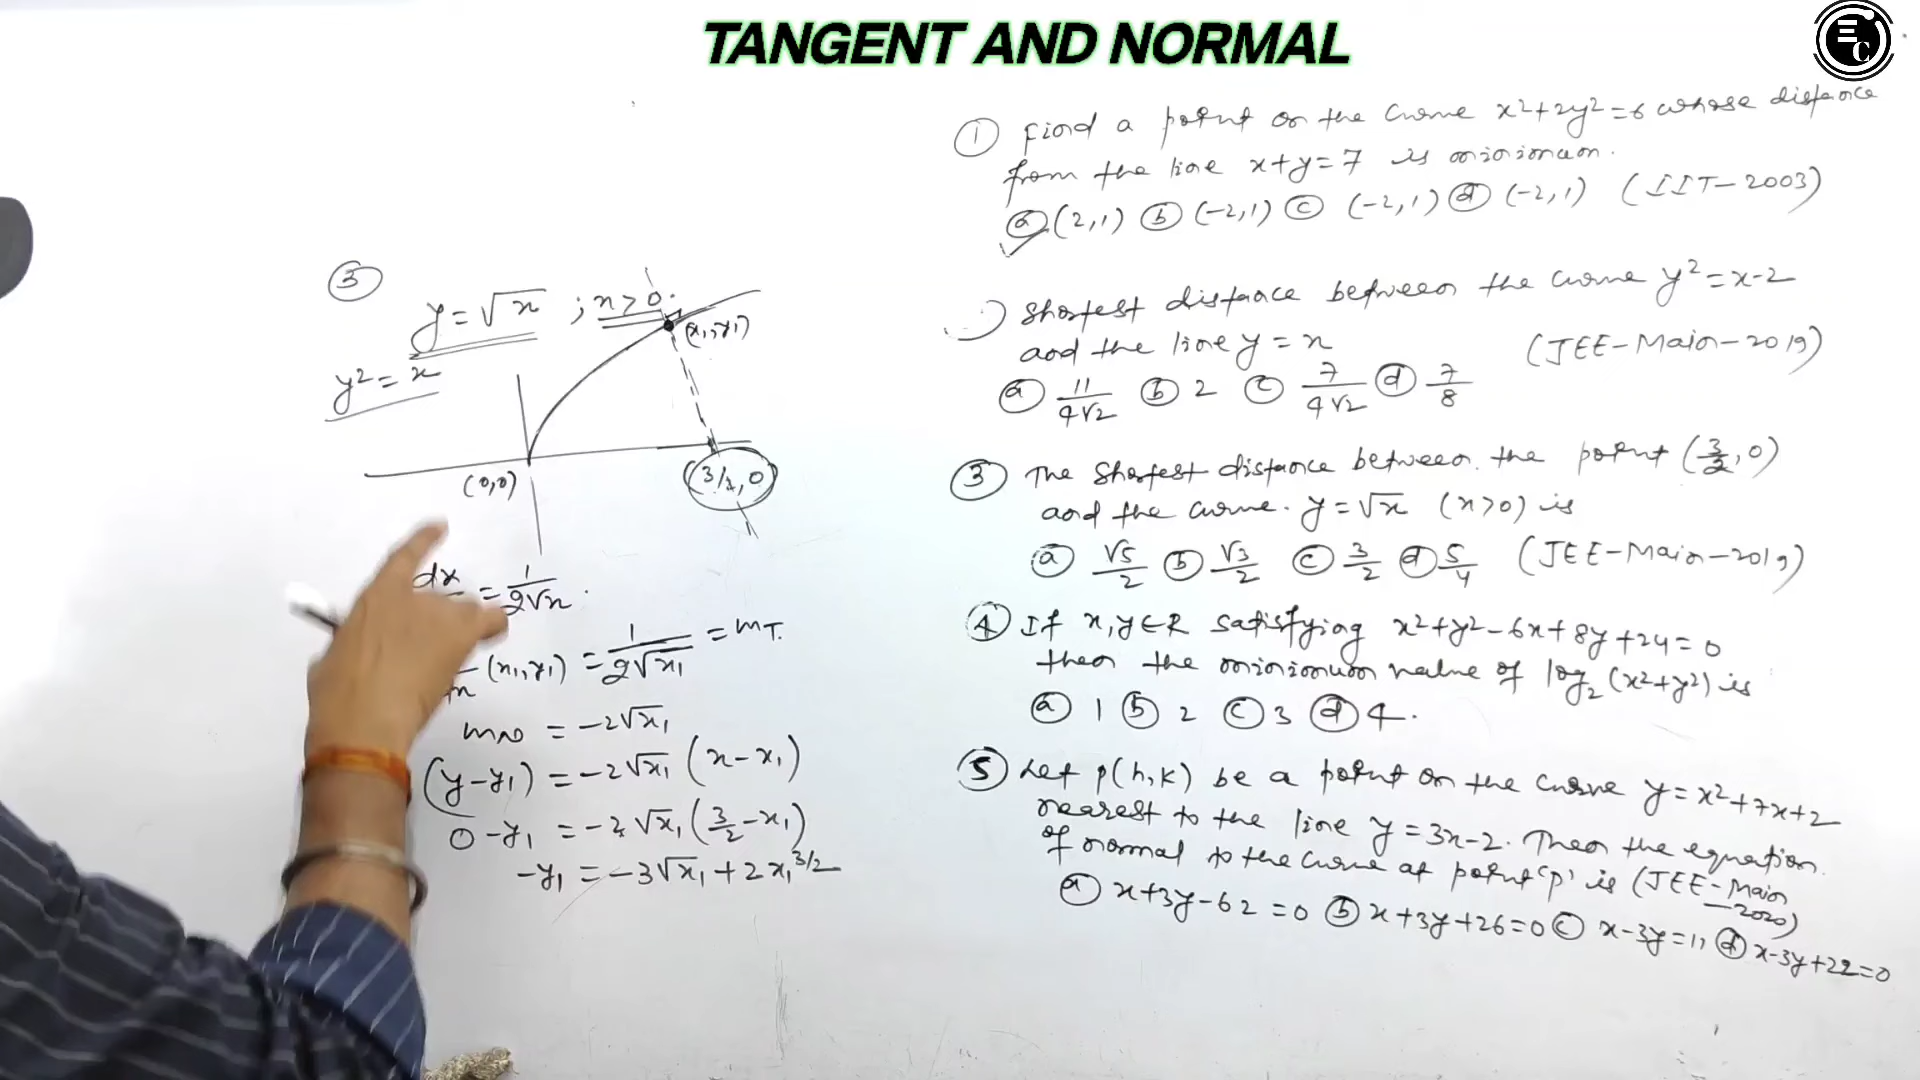 TANGENT AND NORMAL
C
① Find a point on the curve x²+2y²=6 whose distance
from the line x+y=7 is minimum.
ⓐ (2,1) ⓑ (-2,1) ⓒ (-2,1) ⓓ (-2,1) (IIT-2003)
Shortest distance between the curve y²=x-2
and the line y=x (JEE-Main-2019)
ⓐ 11/4√2 ⓑ 2 ⓒ 7/4√2 ⓓ 7/8
③ The Shortest distance between the point (3/2,0)
and the curve y=√x (x>0) is
ⓐ √5/2 ⓑ √3/2 ⓒ 3/2 ⓓ 5/4 (JEE-Main-2019)
④ If x,y∈R satisfying x²+y²-6x+8y+24=0
then the minimum value of log₂(x²+y²) is
ⓐ 1 ⓑ 2 ⓒ 3 ⓓ 4.
⑤ Let p(h,k) be a point on the curve y=x²+7x+2
nearest to the line y=3x-2. Then the equation
of normal to the curve at point 'p' is (JEE-Main
-2020)
ⓐ x+3y-62=0 ⓑ x+3y+26=0 ⓒ x-3y=11 ⓓ x-3y+22=0
③
y=√x ; x>0.
(x₁,y₁)
y²=x
(0,0) (3/2,0)
dx = 1/2√x
(x₁,y₁) = 1/2√x₁ = mT.
mN = -2√x₁
(y-y₁) = -2√x₁ (x-x₁)
0-y₁ = -2√x₁ (3/2-x₁)
-y₁ = -3√x₁+2x₁^3/2